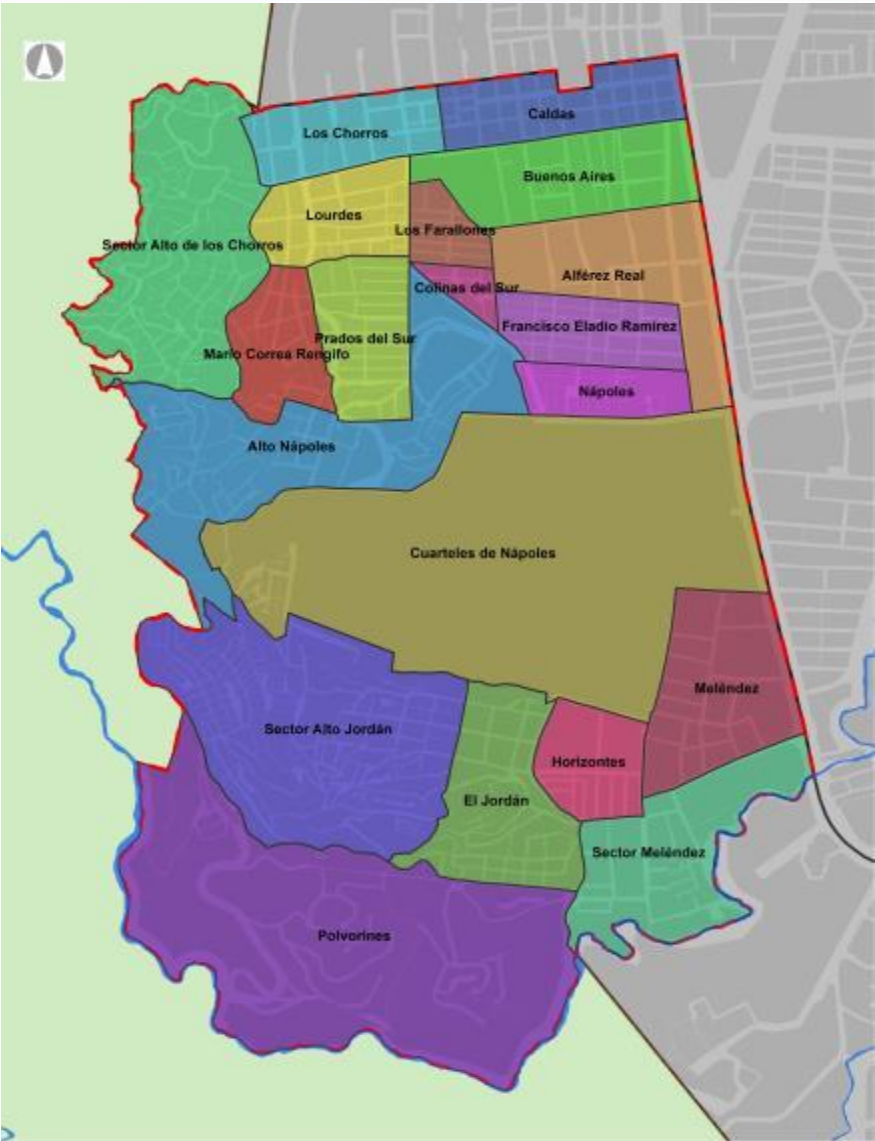 Caldas
Los Chorros
Buenos Aires
Lourdes
Los Farallones
Sector Alto de los Chorros
Alférez Real
Colinas del Sur
Francisco Eladio Ramirez
Prados del Sur
Mario Correa Rengifo
Nápoles
Alto Nápoles
Cuarteles de Nápoles
Meléndez
Sector Alto Jordán
Horizontes
El Jordán
Sector Meléndez
Polvorines